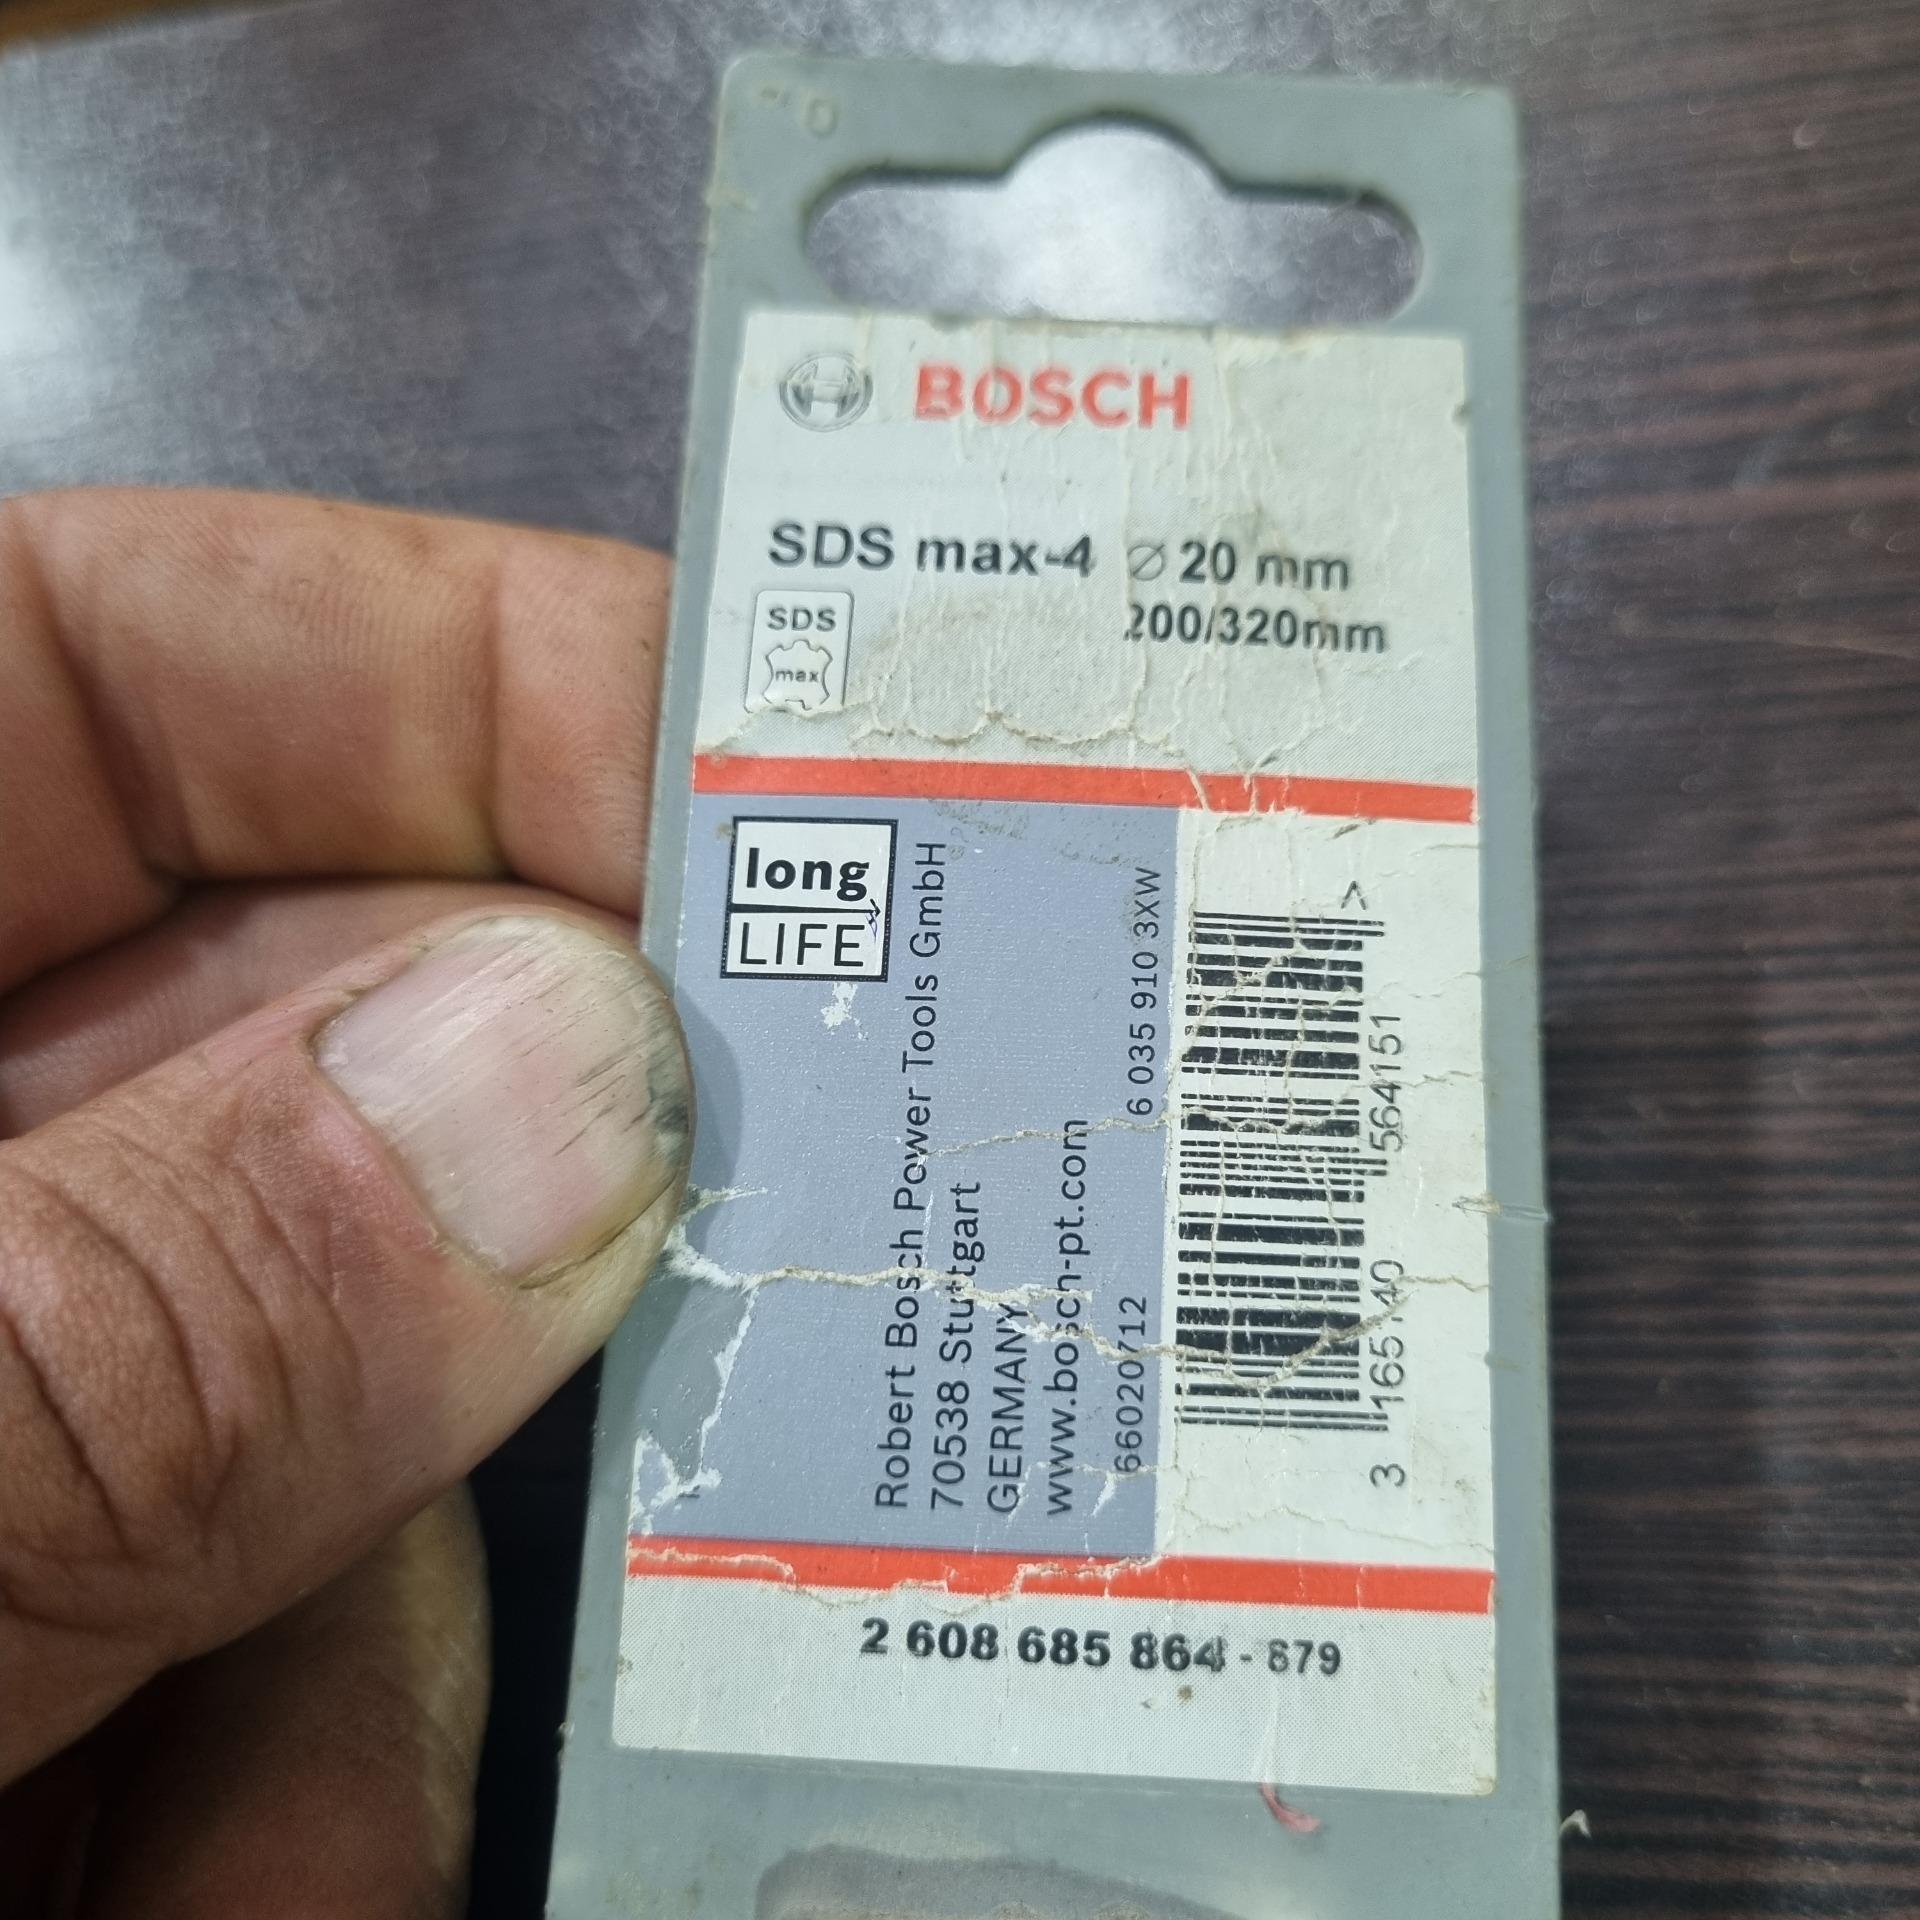 BOSCH
SDS max-4 ⌀ 20 mm
200/320mm
SDS
max
long
LIFE
Robert Bosch Power Tools GmbH
70538 Stuttgart
GERMANY
www.bosch-pt.com
66020712 6 035 910 3XW
3 165140 564151 >
2 608 685 864 - 679